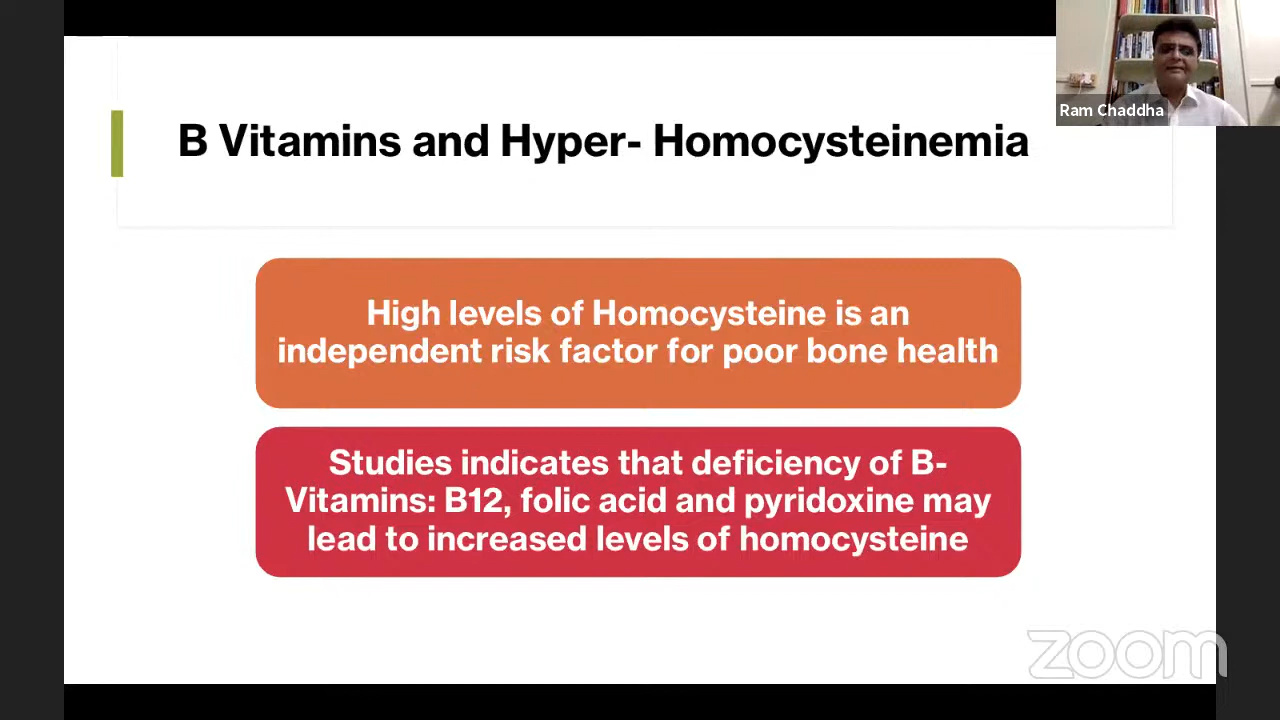 B Vitamins and Hyper- Homocysteinemia
Ram Chaddha
High levels of Homocysteine is an
independent risk factor for poor bone health
Studies indicates that deficiency of B-
Vitamins: B12, folic acid and pyridoxine may
lead to increased levels of homocysteine
zoom